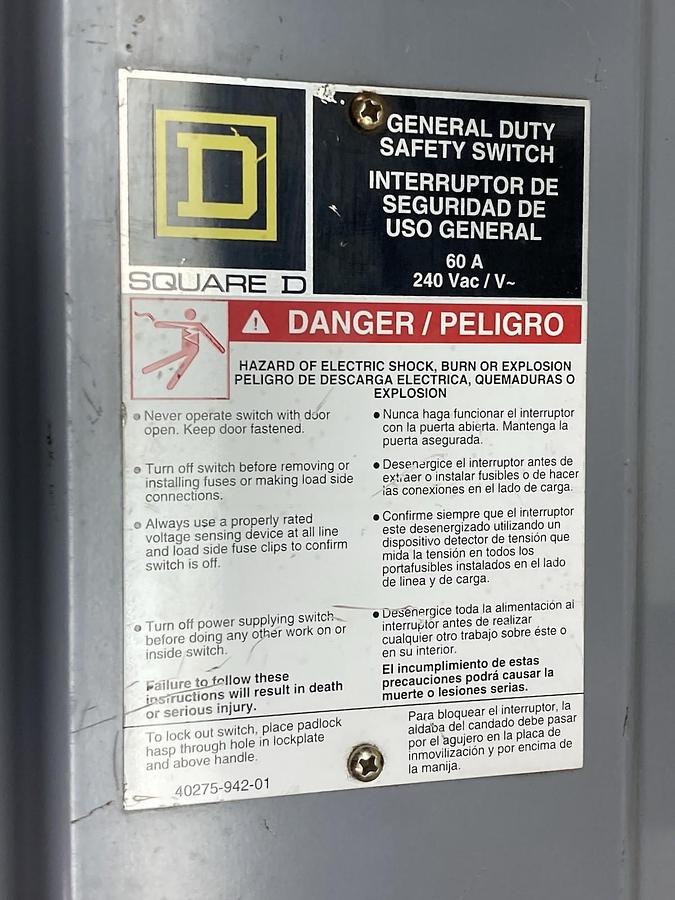 D
SQUARE D
GENERAL DUTY
SAFETY SWITCH
INTERRUPTOR DE
SEGURIDAD DE
USO GENERAL
60 A
240 Vac / V~
DANGER / PELIGRO
HAZARD OF ELECTRIC SHOCK, BURN OR EXPLOSION
PELIGRO DE DESCARGA ELECTRICA, QUEMADURAS O
EXPLOSION
• Never operate switch with door
open. Keep door fastened.
• Turn off switch before removing or
installing fuses or making load side
connections.
• Always use a properly rated
voltage sensing device at all line
and load side fuse clips to confirm
switch is off.
• Turn off power supplying switch
before doing any other work on or
inside switch.
Failure to follow these
instructions will result in death
or serious injury.
• Nunca haga funcionar el interruptor
con la puerta abierta. Mantenga la
puerta asegurada.
• Desenergice el interruptor antes de
extraer o instalar fusibles o de hacer
las conexiones en el lado de carga.
• Confirme siempre que el interruptor
este desenergizado utilizando un
dispositivo detector de tensión que
mida la tensión en todos los
portafusibles instalados en el lado
de linea y de carga.
• Desenergice toda la alimentación al
interruptor antes de realizar
cualquier otro trabajo sobre éste o
en su interior.
El incumplimiento de estas
precauciones podrá causar la
muerte o lesiones serias.
To lock out switch, place padlock
hasp through hole in lockplate
and above handle.
40275-942-01
Para bloquear el interruptor, la
aldaba del candado debe pasar
por el agujero en la placa de
inmovilización y por encima de
la manija.